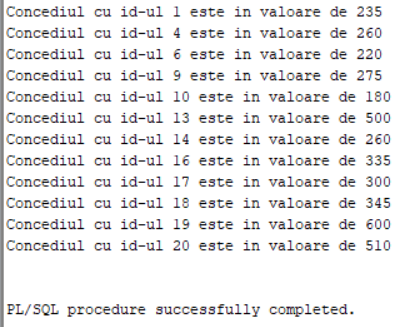 Concediul cu id-ul 1 este in valoare de 235
Concediul cu id-ul 4 este in valoare de 260
Concediul cu id-ul 6 este in valoare de 220
Concediul cu id-ul 9 este in valoare de 275
Concediul cu id-ul 10 este in valoare de 180
Concediul cu id-ul 13 este in valoare de 500
Concediul cu id-ul 14 este in valoare de 260
Concediul cu id-ul 16 este in valoare de 335
Concediul cu id-ul 17 este in valoare de 300
Concediul cu id-ul 18 este in valoare de 345
Concediul cu id-ul 19 este in valoare de 600
Concediul cu id-ul 20 este in valoare de 510
PL/SQL procedure successfully completed.